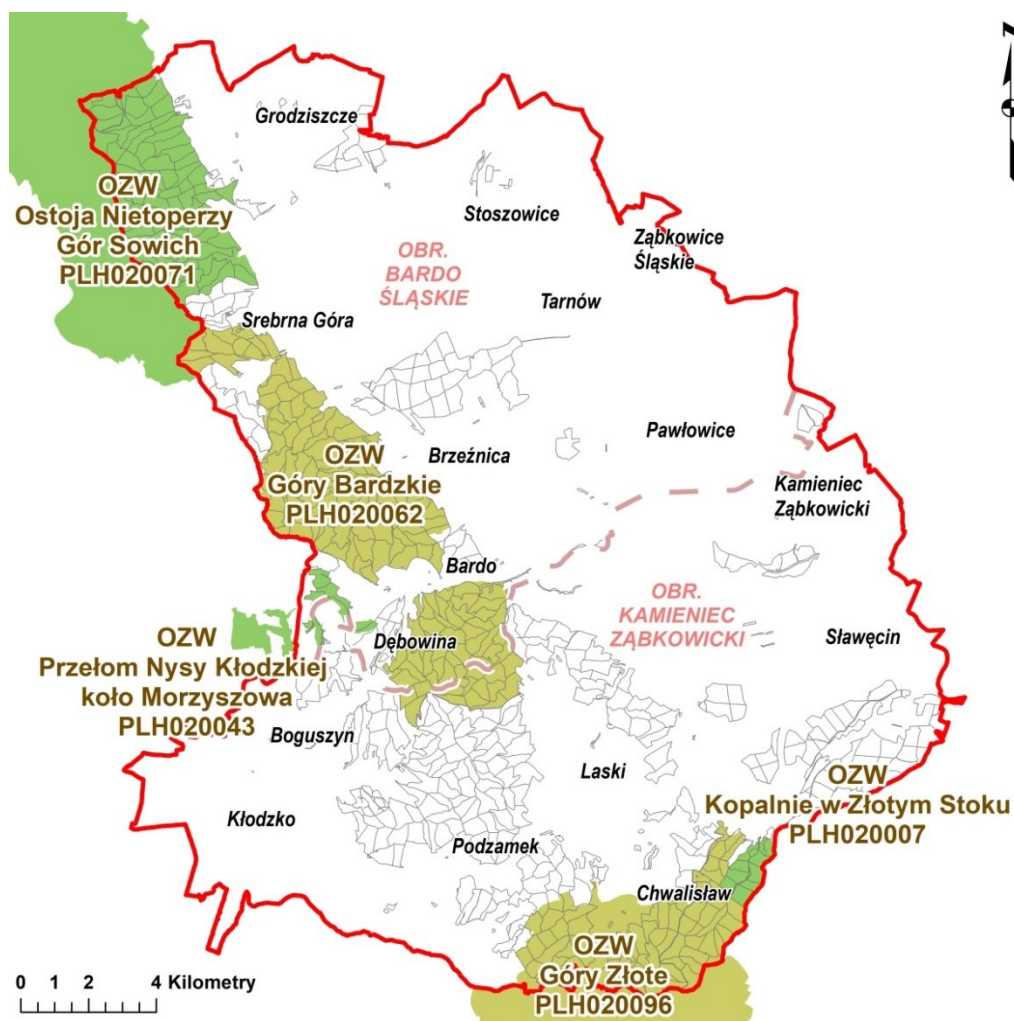 Z
Grodziszcze
OZW
Ostoja Nietoperzy
Gór Sowich
PLH020071
Stoszowice
Ząbkowice
Śląskie
OBR.
BARDO
ŚLĄSKIE
Tarnów
Srebrna Góra
Pawłowice
OZW
Góry Bardzkie
PLH020062
Brzeźnica
Kamieniec
Ząbkowicki
Bardo
OBR.
KAMIENIEC
ZĄBKOWICKI
Dębowina
Sławęcin
OZW
Przełom Nysy Kłodzkiej
koło Morzyszowa
PLH020043
Boguszyn
Laski
OZW
Kopalnie w Złotym Stoku
PLH020007
Kłodzko
Podzamek
Chwalisław
OZW
Góry Złote
PLH020096
0 1 2 4 Kilometry